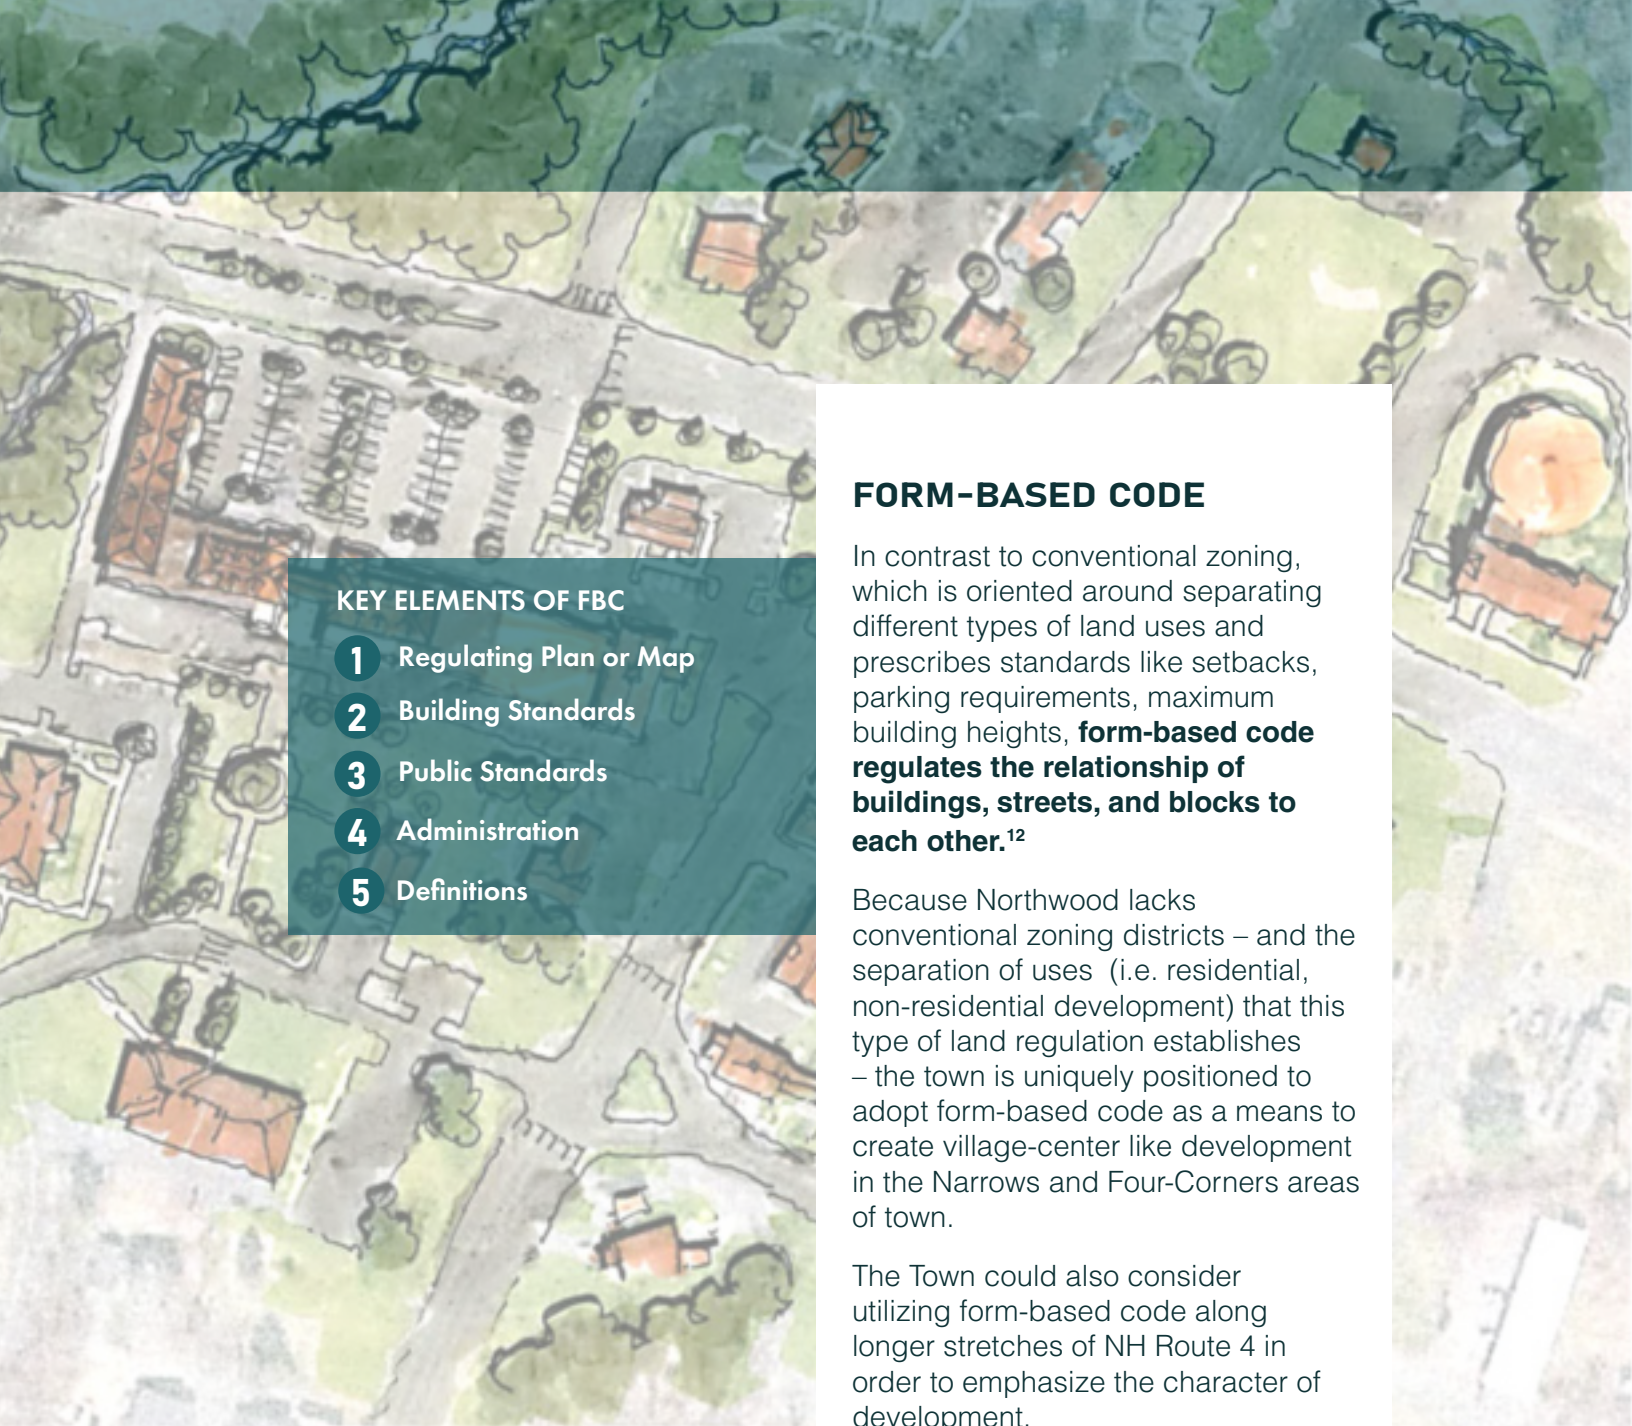 KEY ELEMENTS OF FBC
1 Regulating Plan or Map
2 Building Standards
3 Public Standards
4 Administration
5 Definitions
FORM-BASED CODE
In contrast to conventional zoning,
which is oriented around separating
different types of land uses and
prescribes standards like setbacks,
parking requirements, maximum
building heights, form-based code
regulates the relationship of
buildings, streets, and blocks to
each other.12
Because Northwood lacks
conventional zoning districts – and the
separation of uses  (i.e. residential,
non-residential development) that this
type of land regulation establishes
– the town is uniquely positioned to
adopt form-based code as a means to
create village-center like development
in the Narrows and Four-Corners areas
of town.
The Town could also consider
utilizing form-based code along
longer stretches of NH Route 4 in
order to emphasize the character of
development.